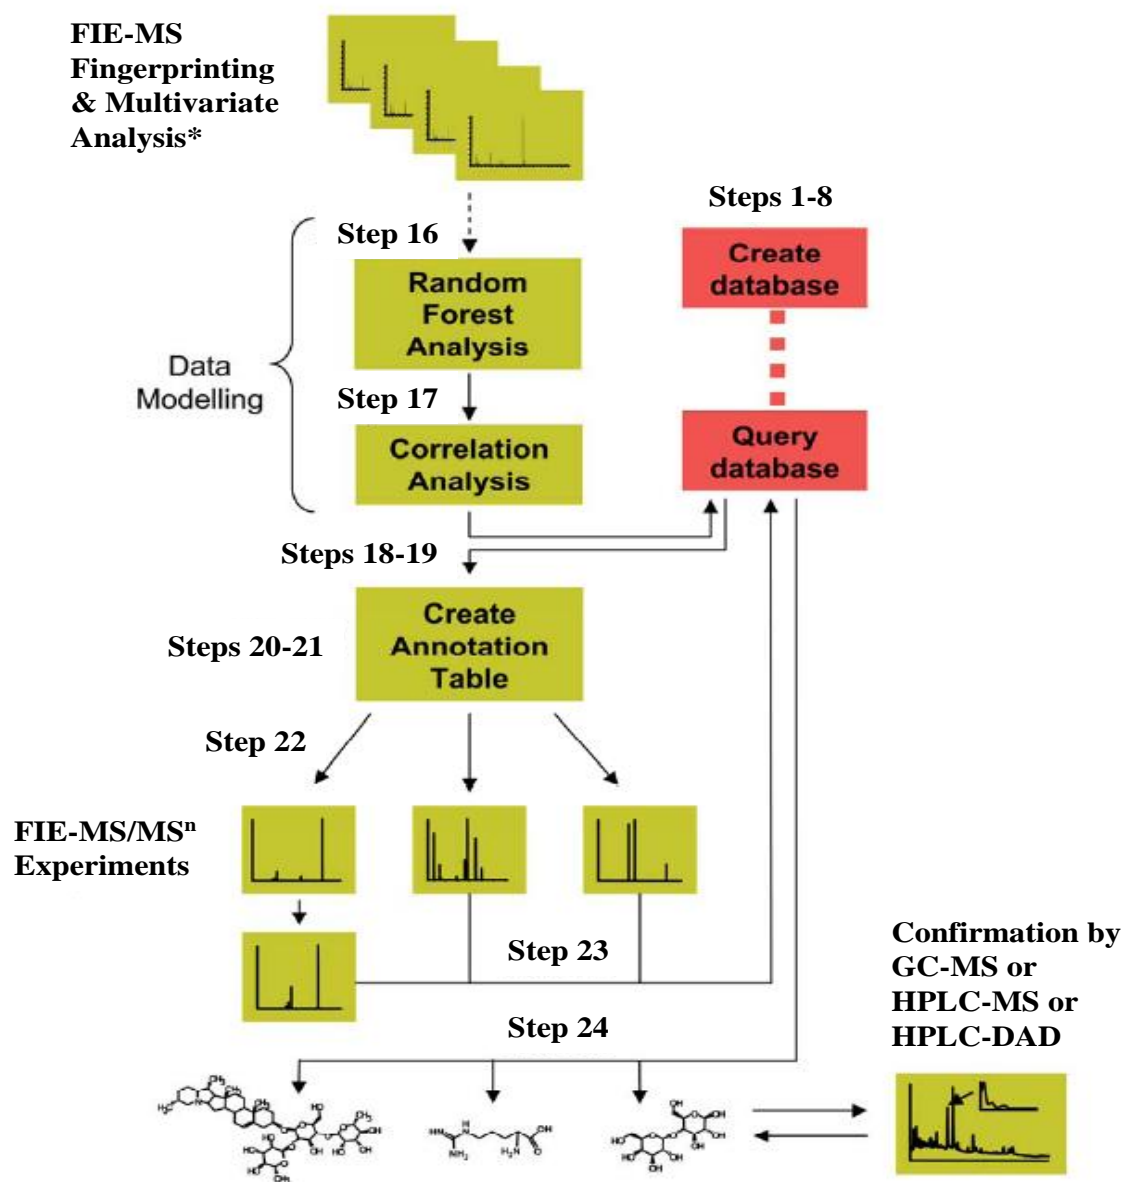 FIE-MS
Fingerprinting
& Multivariate
Analysis*
Steps 1-8
Step 16
Create
database
Random
Forest
Analysis
Data
Modelling
Step 17
Correlation
Analysis
Query
database
Steps 18-19
Create
Annotation
Table
Steps 20-21
Step 22
FIE-MS/MSⁿ
Experiments
Step 23
Confirmation by
GC-MS or
HPLC-MS or
HPLC-DAD
Step 24